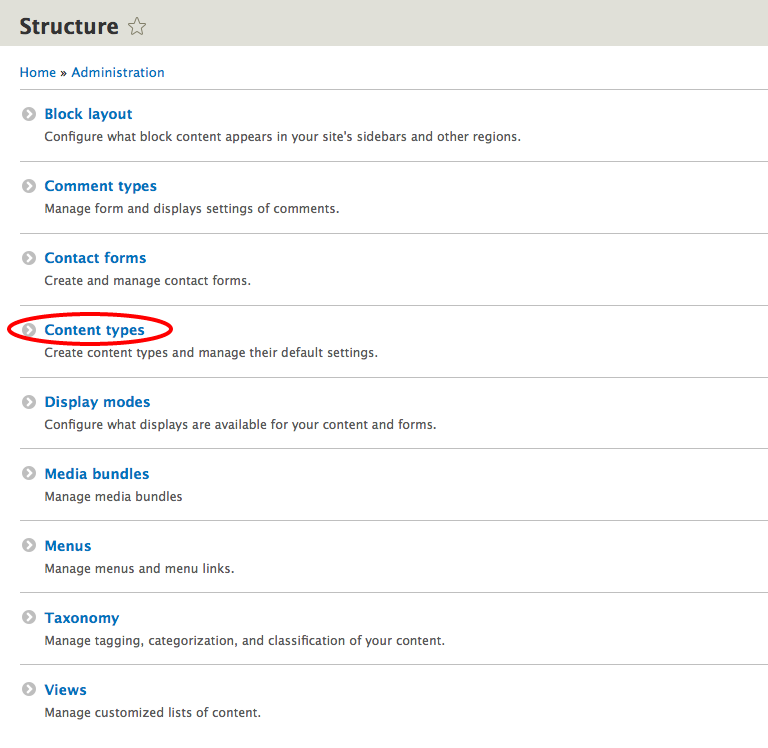 Structure
Home » Administration
Block layout
Configure what block content appears in your site's sidebars and other regions.
Comment types
Manage form and displays settings of comments.
Contact forms
Create and manage contact forms.
Content types
Create content types and manage their default settings.
Display modes
Configure what displays are available for your content and forms.
Media bundles
Manage media bundles
Menus
Manage menus and menu links.
Taxonomy
Manage tagging, categorization, and classification of your content.
Views
Manage customized lists of content.